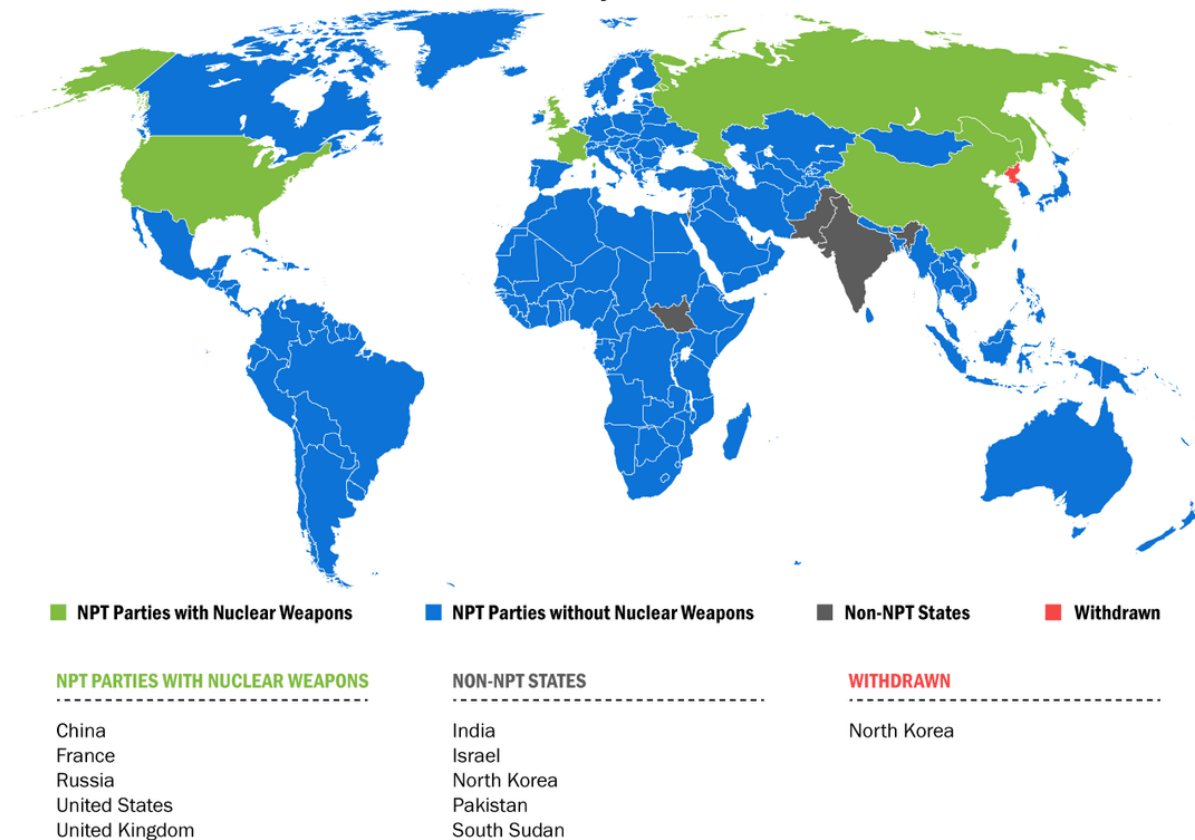 NPT Parties with Nuclear Weapons
NPT Parties without Nuclear Weapons
Non-NPT States
Withdrawn
NPT PARTIES WITH NUCLEAR WEAPONS
China
France
Russia
United States
United Kingdom
NON-NPT STATES
India
Israel
North Korea
Pakistan
South Sudan
WITHDRAWN
North Korea